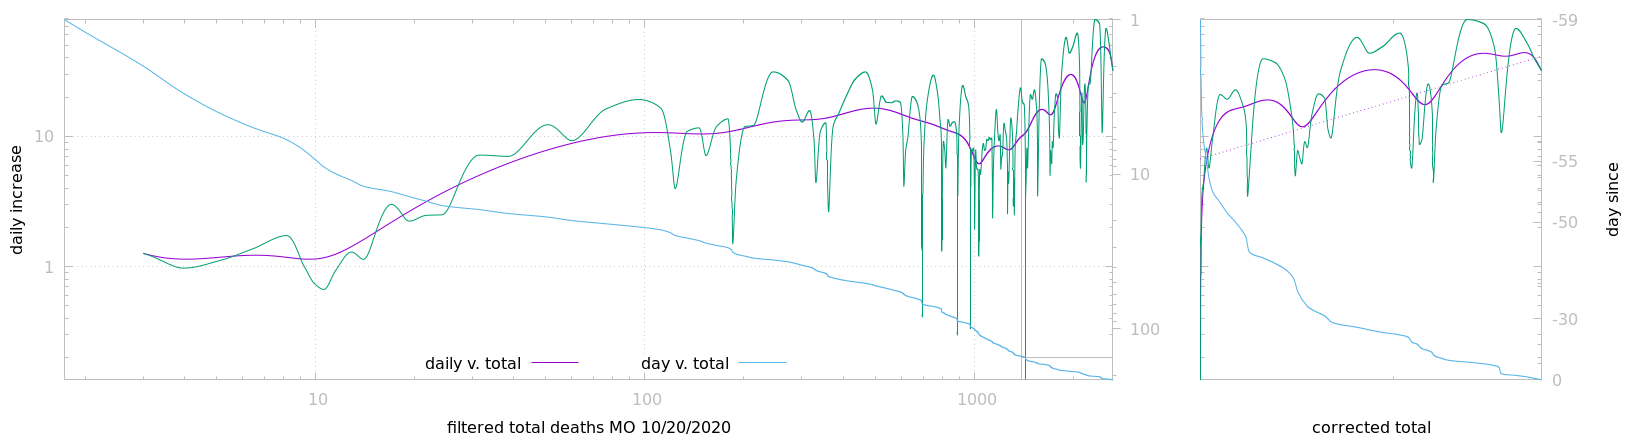 daily increase
10
1
daily v. total
day v. total
10
100
1000
filtered total deaths MO 10/20/2020
1
10
100
-59
-55
-50
-30
0
day since
corrected total